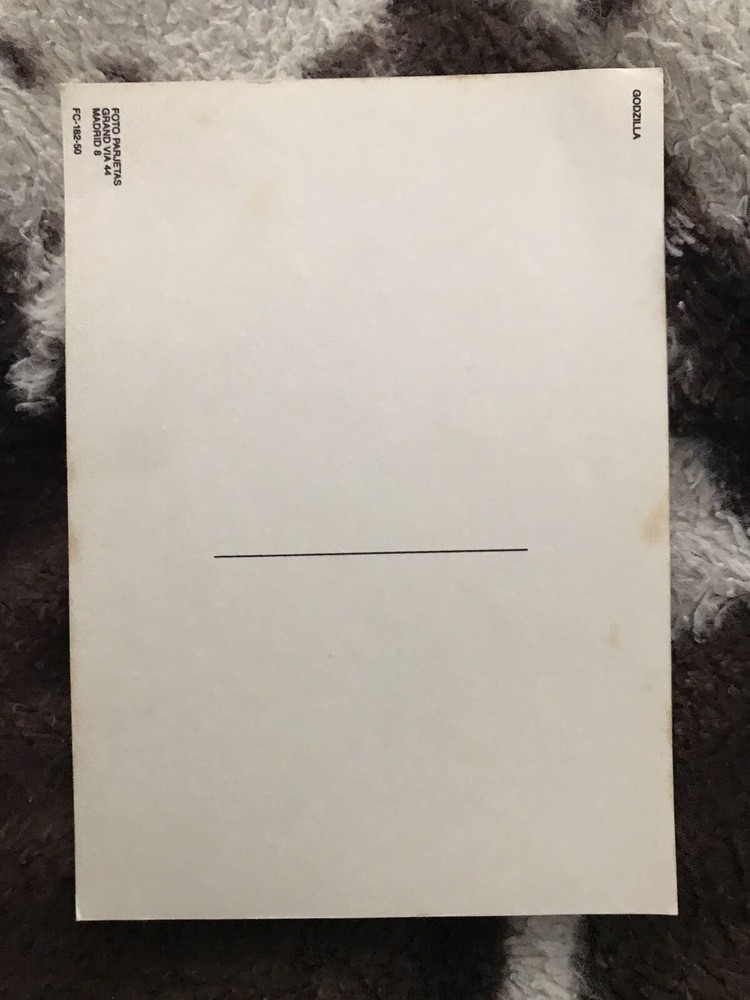 GODZILLA
FOTO PARJETAS
GRAND VIA 44
MADRID 8
FC-182-50